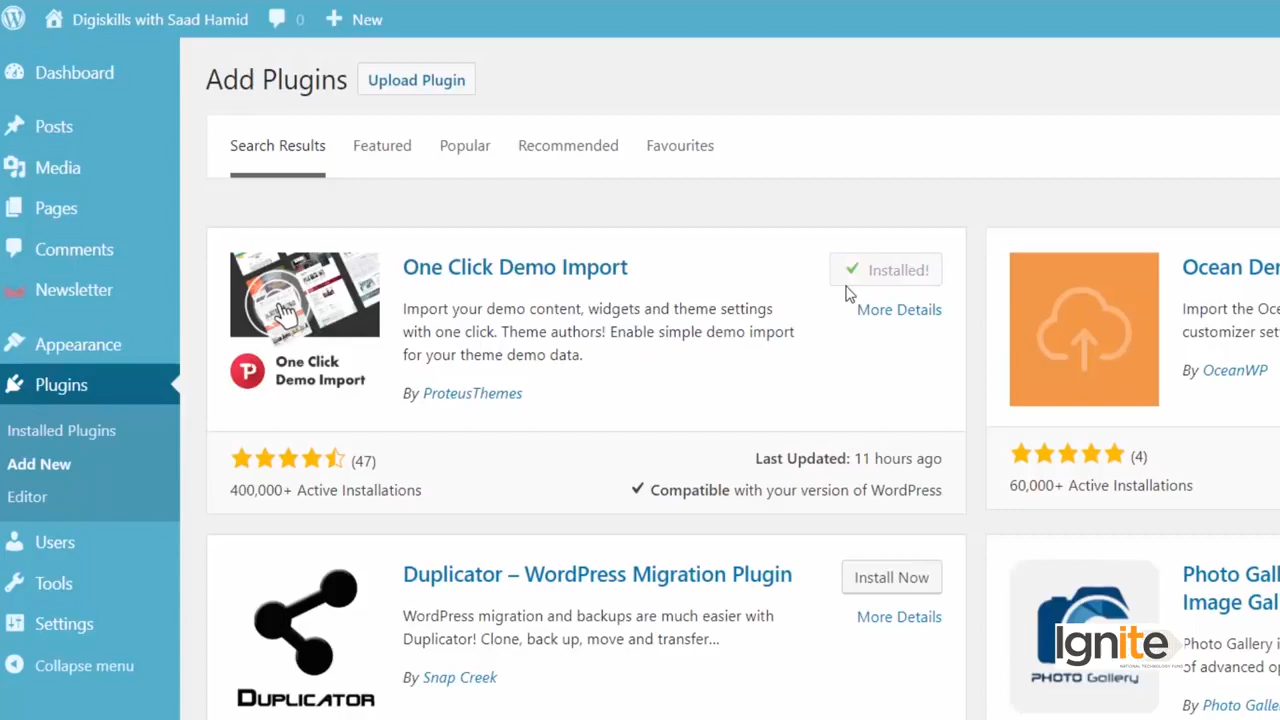 Digiskills with Saad Hamid 0 New
Dashboard
Posts
Media
Pages
Comments
Newsletter
Appearance
Plugins
Installed Plugins
Add New
Editor
Users
Tools
Settings
Collapse menu
Add Plugins Upload Plugin
Search Results Featured Popular Recommended Favourites
One Click Demo Import
Installed!
More Details
Import your demo content, widgets and theme settings
with one click. Theme authors! Enable simple demo import
for your theme demo data.
By ProteusThemes
One Click
Demo Import
(47)
Last Updated: 11 hours ago
400,000+ Active Installations
Compatible with your version of WordPress
Ocean De
Import the Oce
customizer set
By OceanWP
(4)
60,000+ Active Installations
Duplicator – WordPress Migration Plugin
Install Now
More Details
WordPress migration and backups are much easier with
Duplicator! Clone, back up, move and transfer...
By Snap Creek
DUPLICATOR
Photo Gall
Image Gal
Photo Gallery i
of advanced op
By Photo Galle
PHOTO Gallery
Ignite
NATIONAL TECHNOLOGY FUND